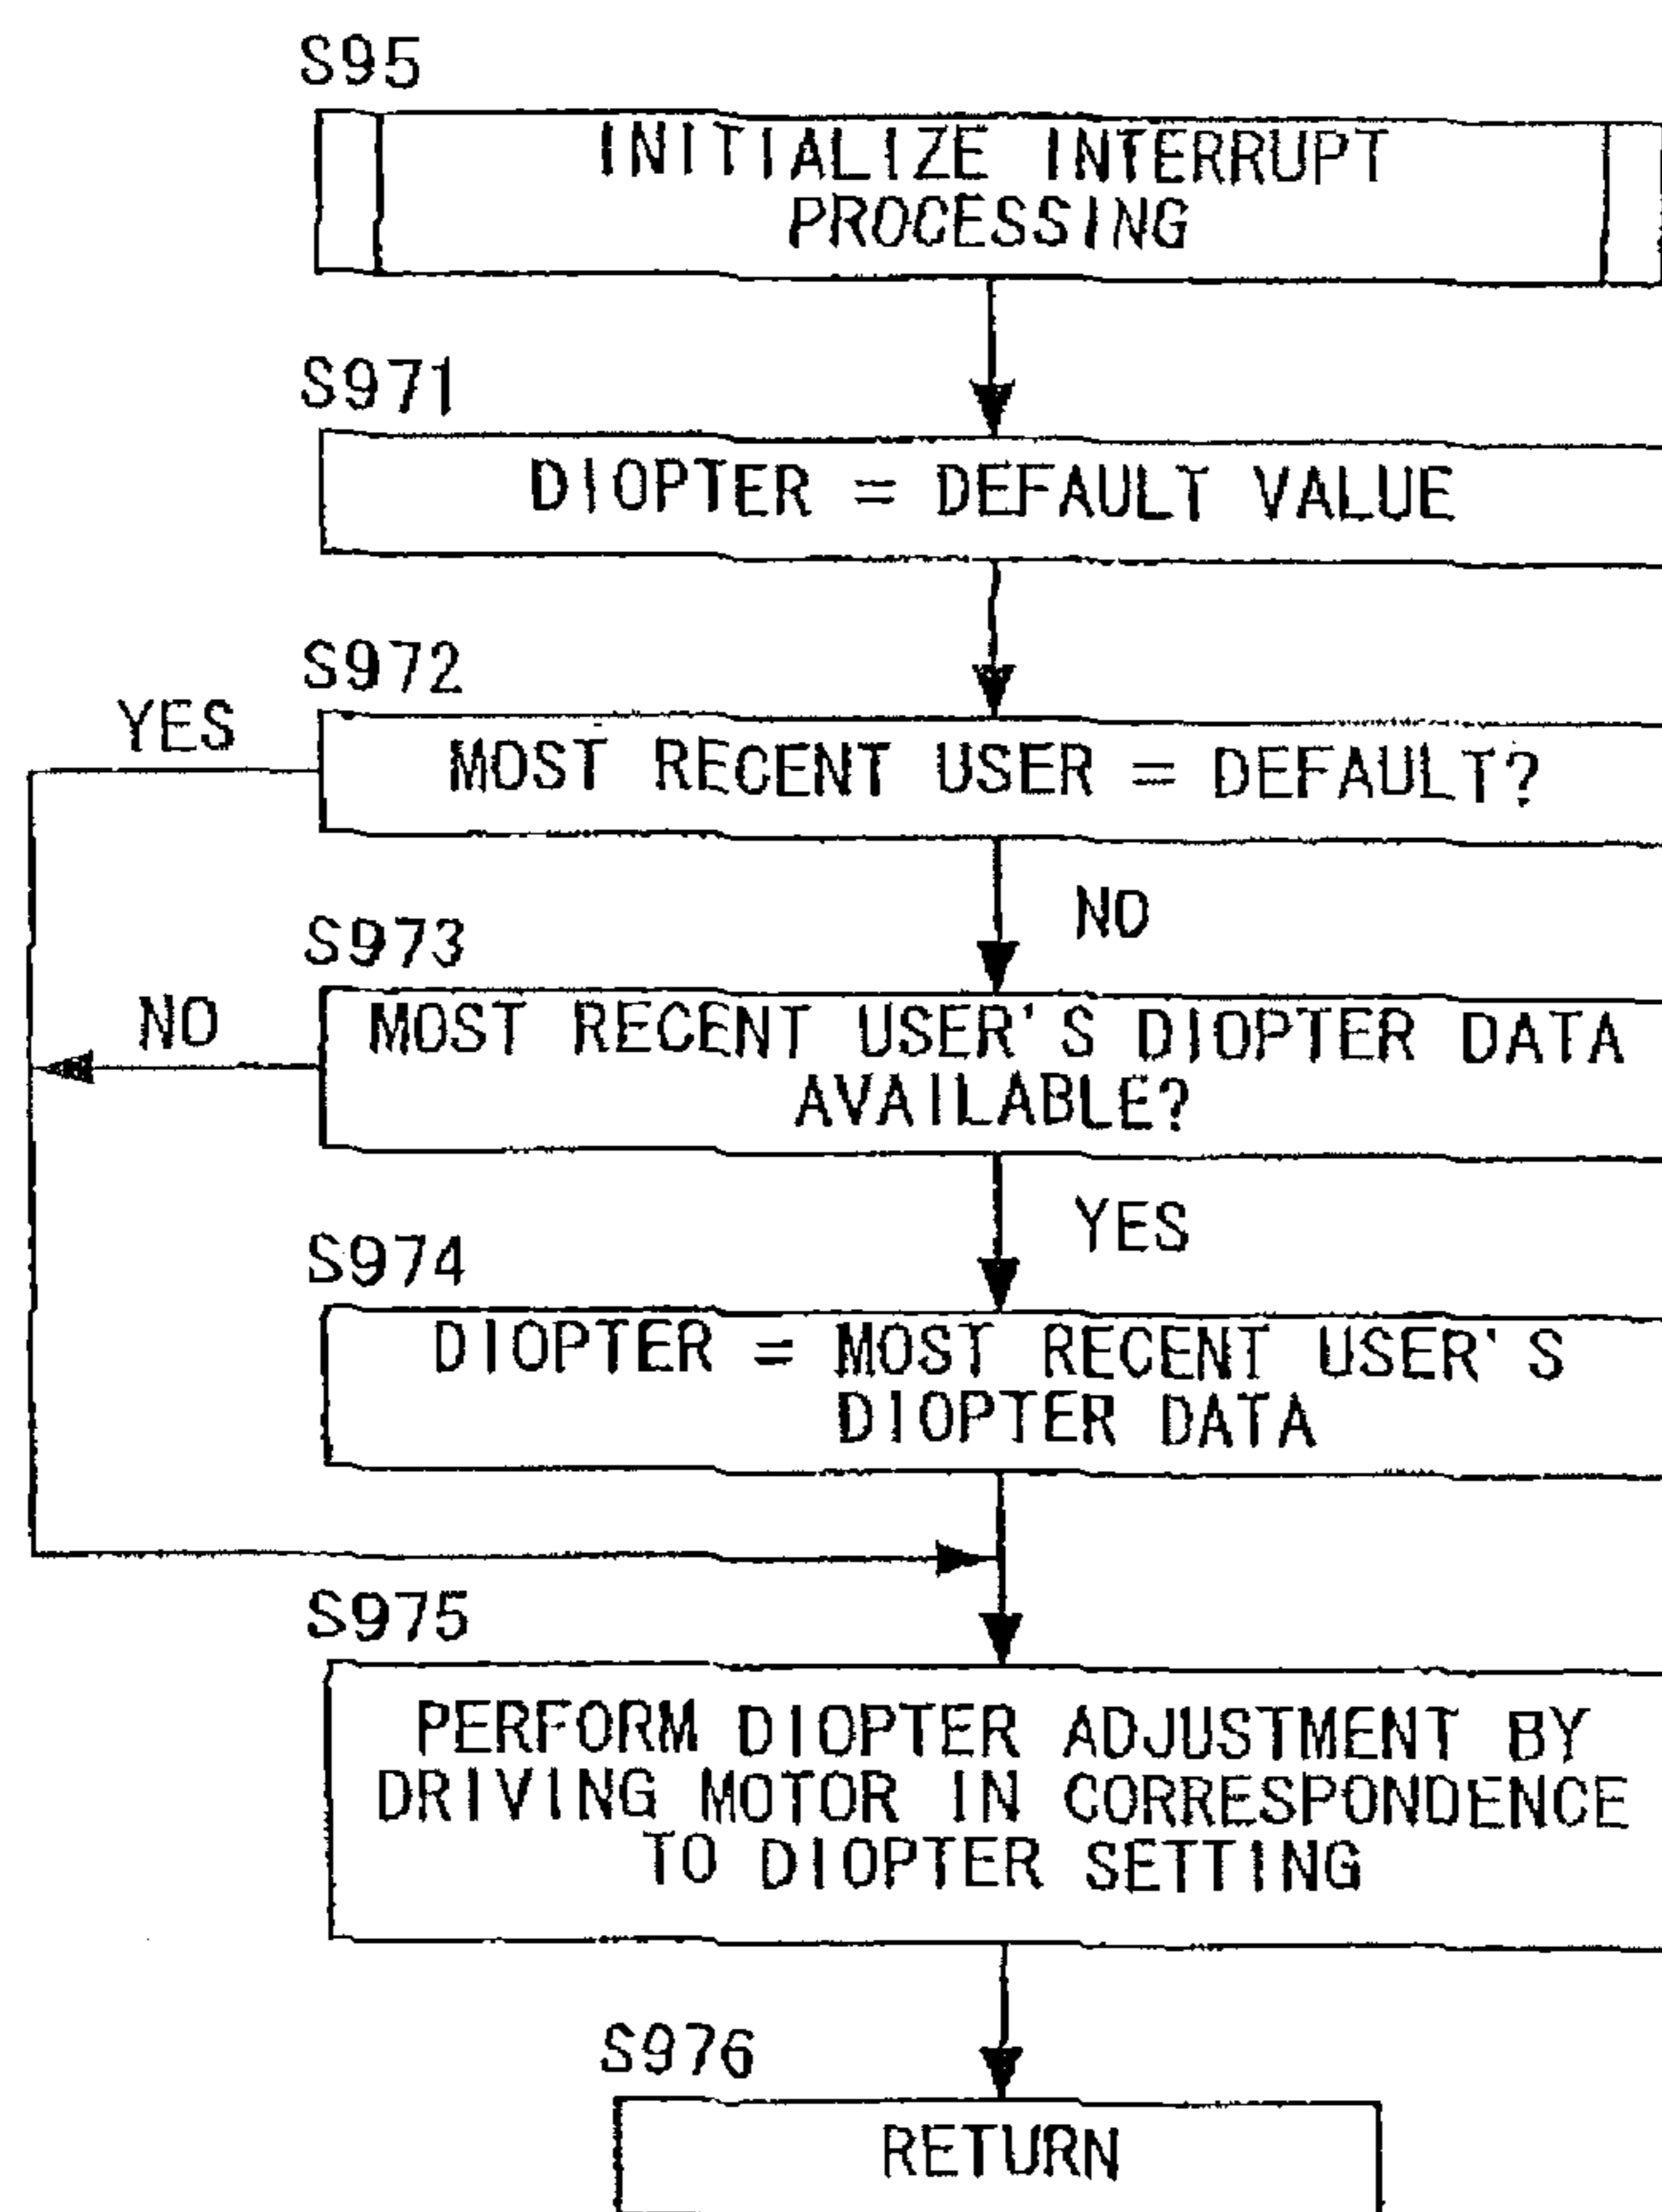 S95
INITIALIZE INTERRUPT
PROCESSING
S971
DIOPTER = DEFAULT VALUE
S972
YES
MOST RECENT USER = DEFAULT?
NO
S973
NO
MOST RECENT USER'S DIOPTER DATA
AVAILABLE?
YES
S974
DIOPTER = MOST RECENT USER'S
DIOPTER DATA
S975
PERFORM DIOPTER ADJUSTMENT BY
DRIVING MOTOR IN CORRESPONDENCE
TO DIOPTER SETTING
S976
RETURN